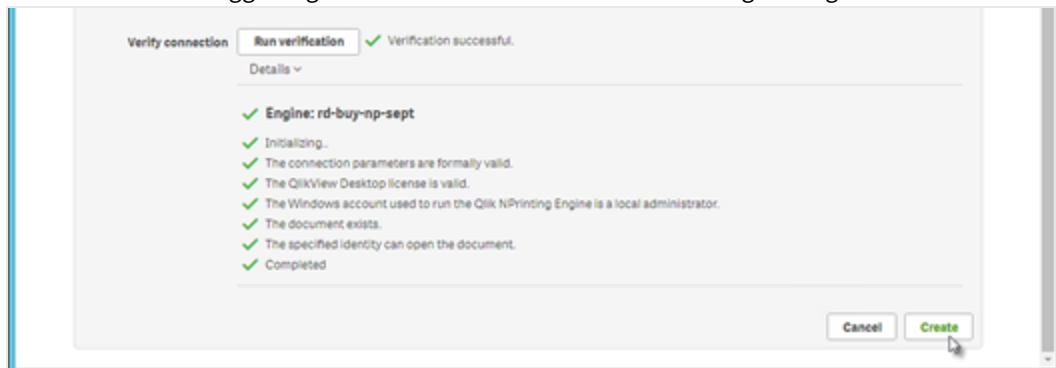 Verify connection Run verification Verification successful.
Details
Engine: rd-buy-np-sept
Initializing..
The connection parameters are formally valid.
The QlikView Desktop license is valid.
The Windows account used to run the Qlik NPrinting Engine is a local administrator.
The document exists.
The specified identity can open the document.
Completed
Cancel Create